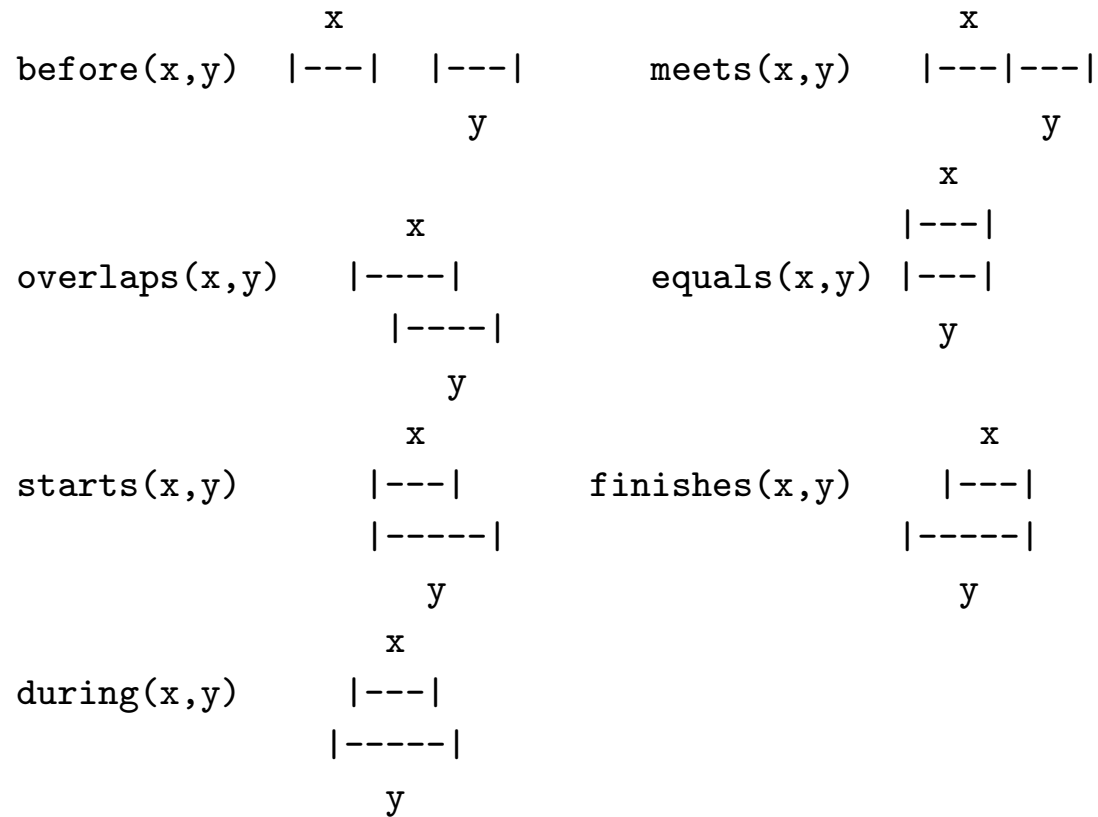 x                              x
before(x,y)  |---|  |---|      meets(x,y)   |---|---|
                      y                            y
                                              x
                   x                        |---|
overlaps(x,y)   |----|         equals(x,y)  |---|
                  |----|                      y
                     y
                   x                           x
starts(x,y)      |---|      finishes(x,y)    |---|
                 |-----|                   |-----|
                    y                         y
                  x
during(x,y)     |---|
               |-----|
                  y